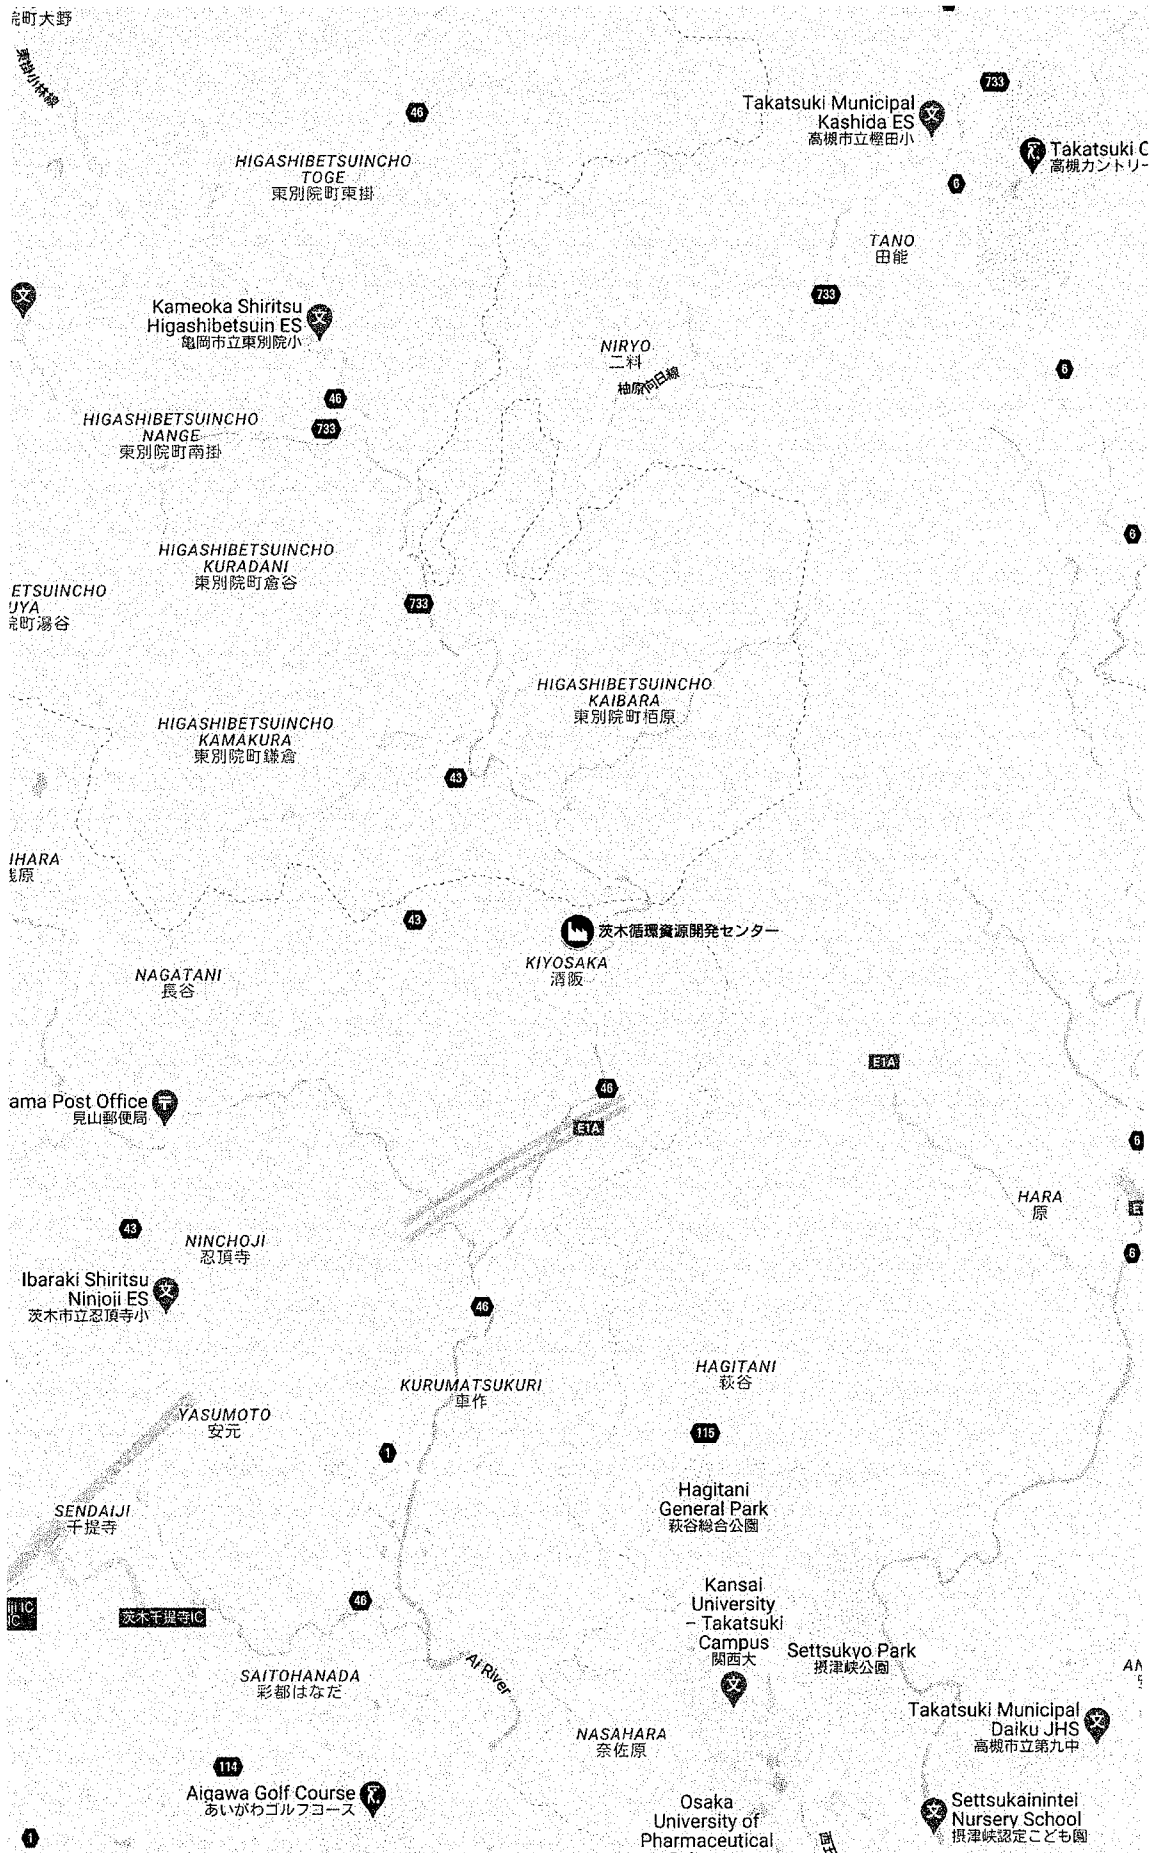 院町大野
東掛小林線
733
46
Takatsuki Municipal
Kashida ES
高槻市立樫田小
Takatsuki C
高槻カントリー
HIGASHIBETSUINCHO
TOGE
東別院町東掛
6
TANO
田能
733
Kameoka Shiritsu
Higashibetsuin ES
亀岡市立東別院小
NIRYO
二料
柚原向日線
6
46
HIGASHIBETSUINCHO
NANGE
東別院町南掛
733
6
HIGASHIBETSUINCHO
KURADANI
東別院町倉谷
ETSUINCHO
UYA
院町湯谷
733
HIGASHIBETSUINCHO
KAIBARA
東別院町栢原
HIGASHIBETSUINCHO
KAMAKURA
東別院町鎌倉
43
IHARA
原
43
茨木循環資源開発センター
KIYOSAKA
清阪
NAGATANI
長谷
E1A
46
ama Post Office
見山郵便局
E1A
6
HARA
原
E
43
NINCHOJI
忍頂寺
6
Ibaraki Shiritsu
Ninjoji ES
茨木市立忍頂寺小
46
HAGITANI
萩谷
KURUMATSUKURI
車作
YASUMOTO
安元
115
1
Hagitani
General Park
萩谷総合公園
SENDAIJI
千提寺
Kansai
University
- Takatsuki
Campus
関西大
46
IC
IC
茨木千提寺IC
Settsukyo Park
摂津峡公園
Ai River
SAITOHANADA
彩都はなだ
AN
Takatsuki Municipal
Daiku JHS
高槻市立第九中
NASAHARA
奈佐原
114
Aigawa Golf Course
あいがわゴルフコース
Osaka
University of
Pharmaceutical
Settsukainintei
Nursery School
摂津峡認定こども園
1